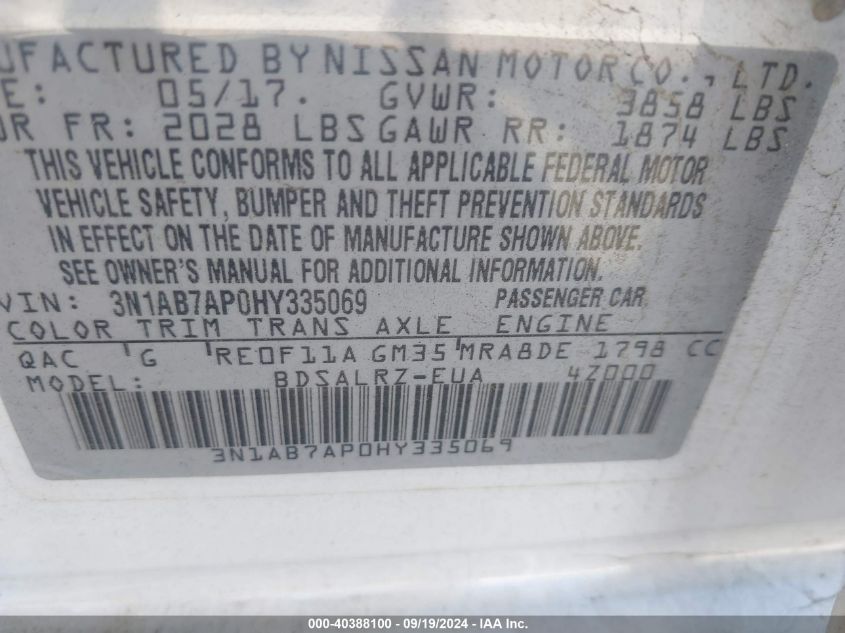 UFACTURED BY NISSAN MOTOR CO., LTD.
E: 05/17. GVWR: 3858 LBS
R FR: 2028 LBS GAWR RR: 1874 LBS
THIS VEHICLE CONFORMS TO ALL APPLICABLE FEDERAL MOTOR
VEHICLE SAFETY, BUMPER AND THEFT PREVENTION STANDARDS
IN EFFECT ON THE DATE OF MANUFACTURE SHOWN ABOVE.
SEE OWNER'S MANUAL FOR ADDITIONAL INFORMATION.
VIN: 3N1AB7AP0HY335069 PASSENGER CAR
COLOR TRIM TRANS AXLE ENGINE
QAC G RE0F11A GM35 MRA8DE 1798 CC
MODEL: BDSALRZ-EUA 4Z000
3N1AB7AP0HY335069
000-40388100 - 09/19/2024 - IAA Inc.